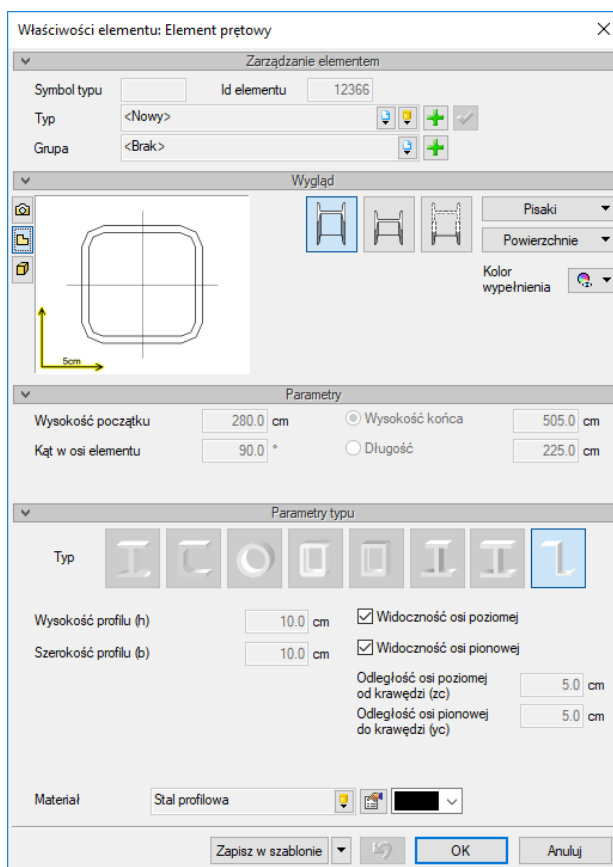 Właściwości elementu: Element prętowy
Zarządzanie elementem
Symbol typu Id elementu 12366
Typ <Nowy>
Grupa <Brak>
Wygląd
5cm
Pisaki
Powierzchnie
Kolor
wypełnienia
Parametry
Wysokość początku 280.0 cm Wysokość końca 505.0 cm
Kąt w osi elementu 90.0 ° Długość 225.0 cm
Parametry typu
Typ
Wysokość profilu (h) 10.0 cm Widoczność osi poziomej
Szerokość profilu (b) 10.0 cm Widoczność osi pionowej
Odległość osi poziomej
od krawędzi (zc) 5.0 cm
Odległość osi pionowej
do krawędzi (yc) 5.0 cm
Materiał Stal profilowa
Zapisz w szablonie OK Anuluj